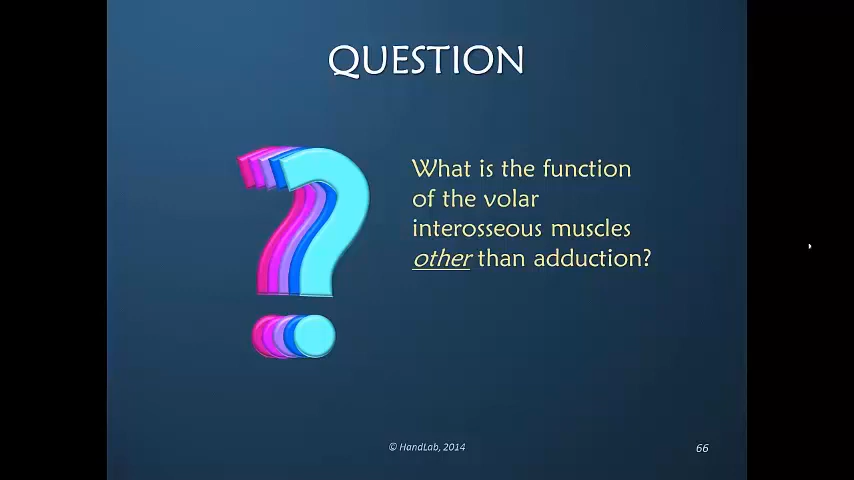 QUESTION
What is the function
of the volar
interosseous muscles
other than adduction?
© HandLab, 2014
66